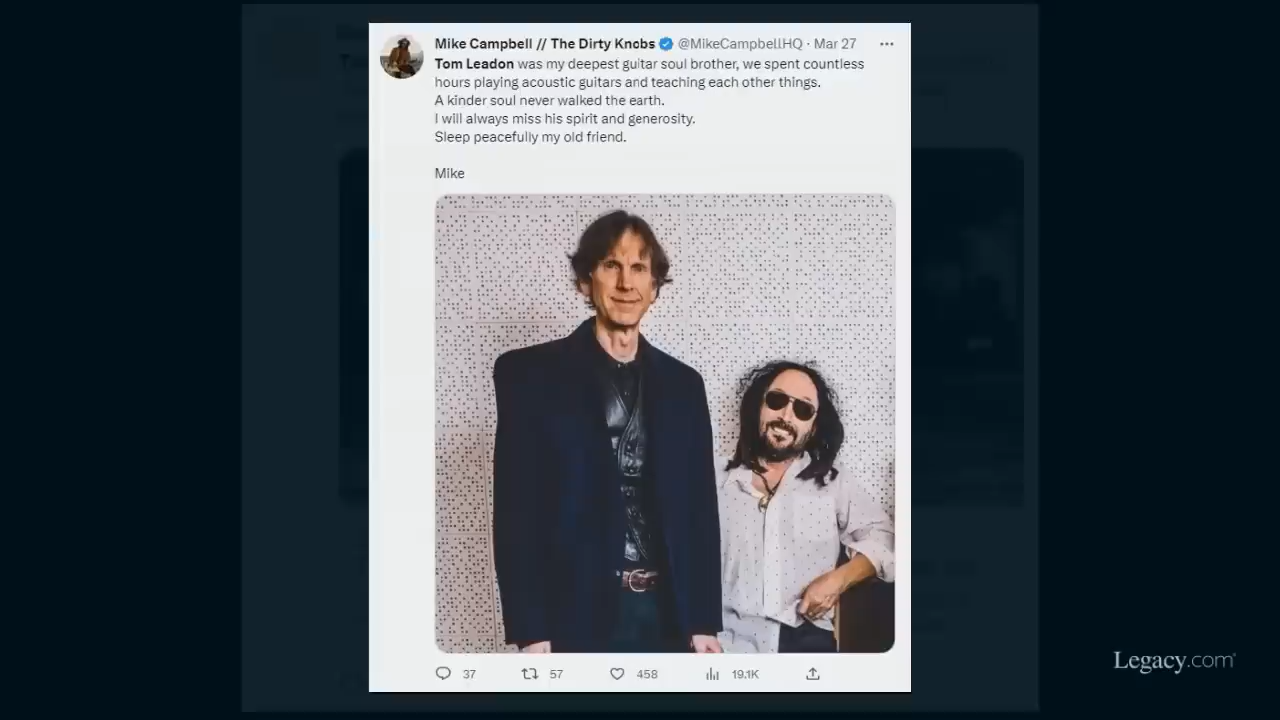 Mike Campbell // The Dirty Knobs @MikeCampbellHQ · Mar 27
Tom Leadon was my deepest guitar soul brother, we spent countless
hours playing acoustic guitars and teaching each other things.
A kinder soul never walked the earth.
I will always miss his spirit and generosity.
Sleep peacefully my old friend.
Mike
37 57 458 19.1K
Legacy.com